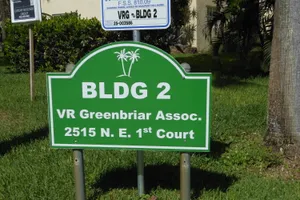 VRG - BLDG 2
BLDG 2
VR Greenbriar Assoc.
2515 N. E. 1st Court